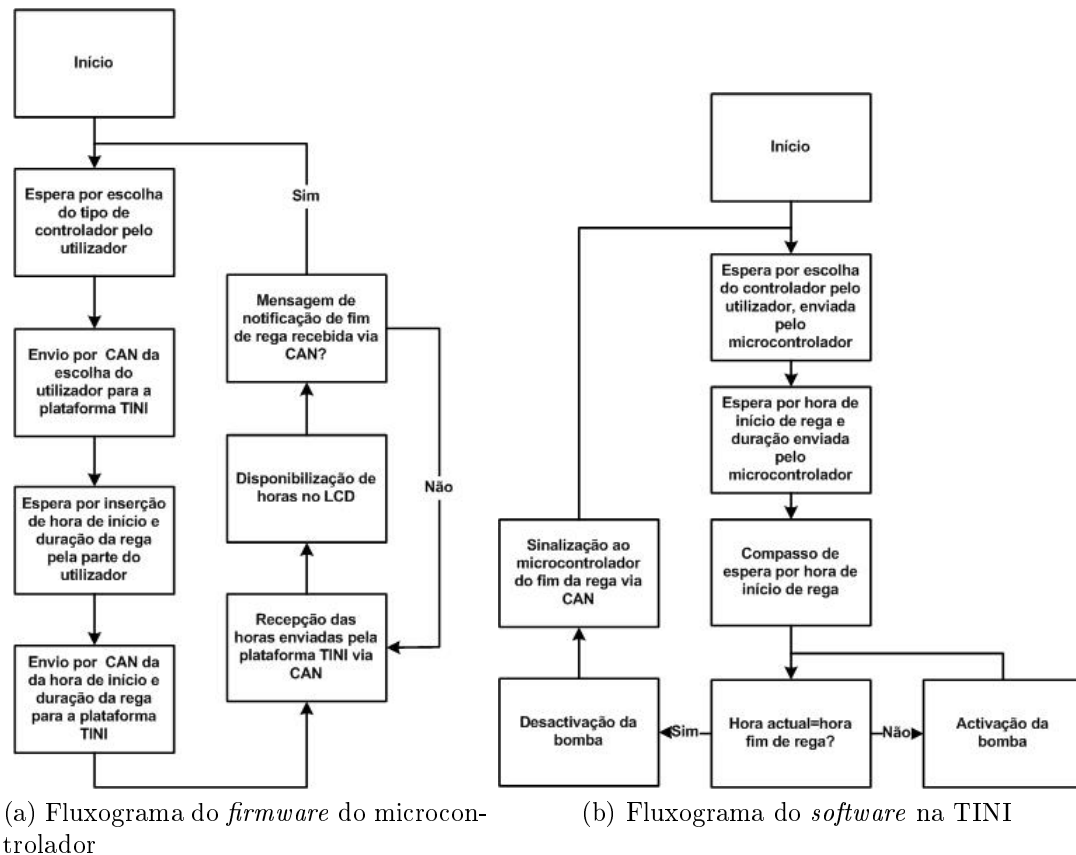 Início
Espera por escolha
do tipo de
controlador pelo
utilizador
Envio por CAN da
escolha do
utilizador para a
plataforma TINI
Espera por inserção
de hora de início e
duração da rega
pela parte do
utilizador
Envio por CAN da
da hora de início e
duração da rega
para a plataforma
TINI
Sim
Mensagem de
notificação de fim
de rega recebida via
CAN?
Não
Disponibilização de
horas no LCD
Recepção das
horas enviadas pela
plataforma TINI via
CAN
(a) Fluxograma do firmware do microcon-
trolador
Início
Espera por escolha
do controlador pelo
utilizador, enviada
pelo
microcontrolador
Espera por hora de
início de rega e
duração enviada
pelo
microcontrolador
Compasso de
espera por hora de
início de rega
Sinalização ao
microcontrolador
do fim da rega via
CAN
Desactivação da
bomba
Sim
Hora actual=hora
fim de rega?
Não
Activação da
bomba
(b) Fluxograma do software na TINI